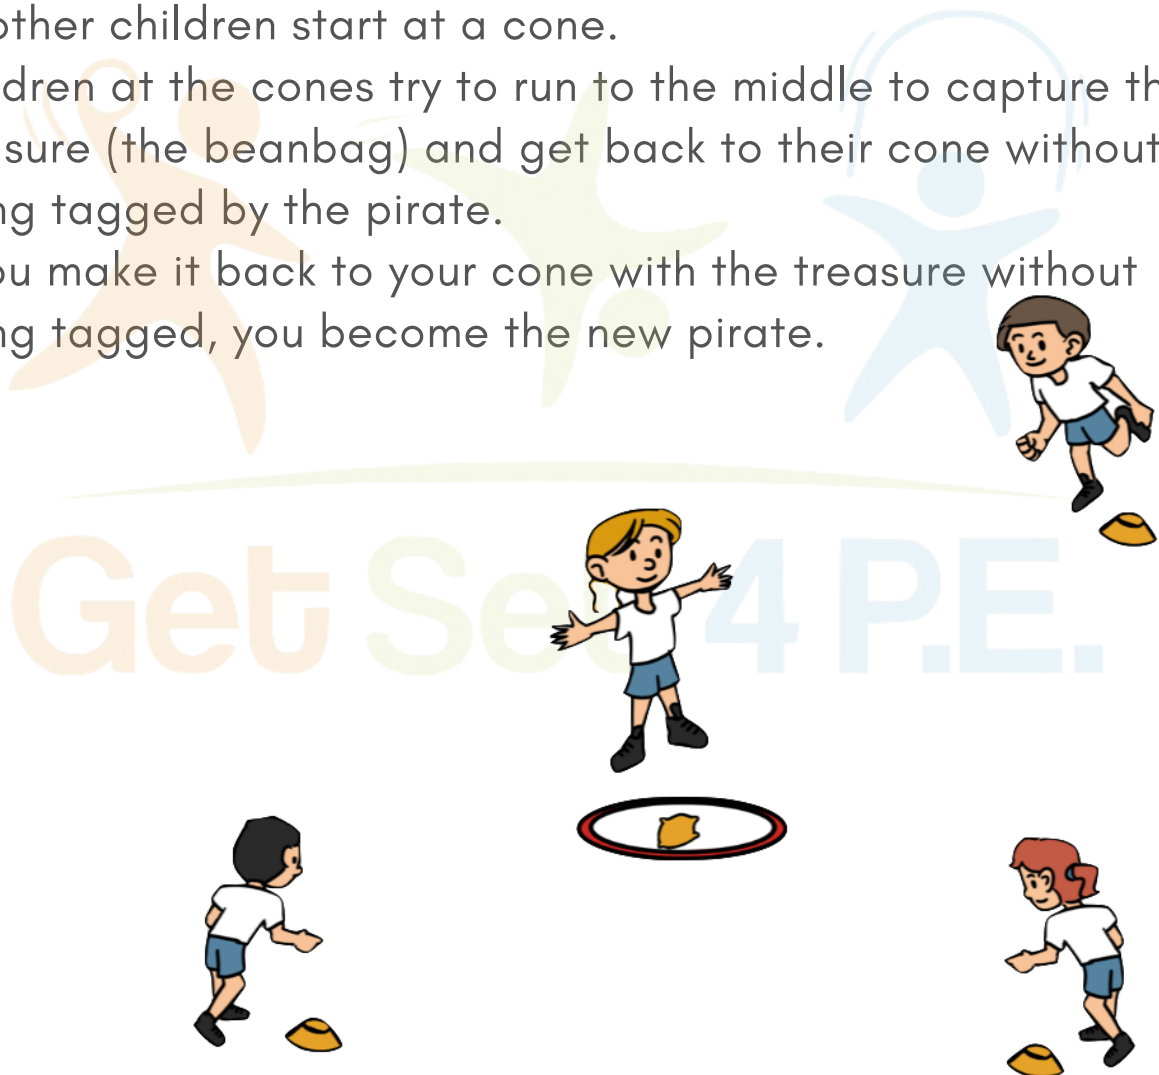 other children start at a cone.
dren at the cones try to run to the middle to capture th
sure (the beanbag) and get back to their cone without
ng tagged by the pirate.
ou make it back to your cone with the treasure without
ng tagged, you become the new pirate.
Get Set 4 P.E.